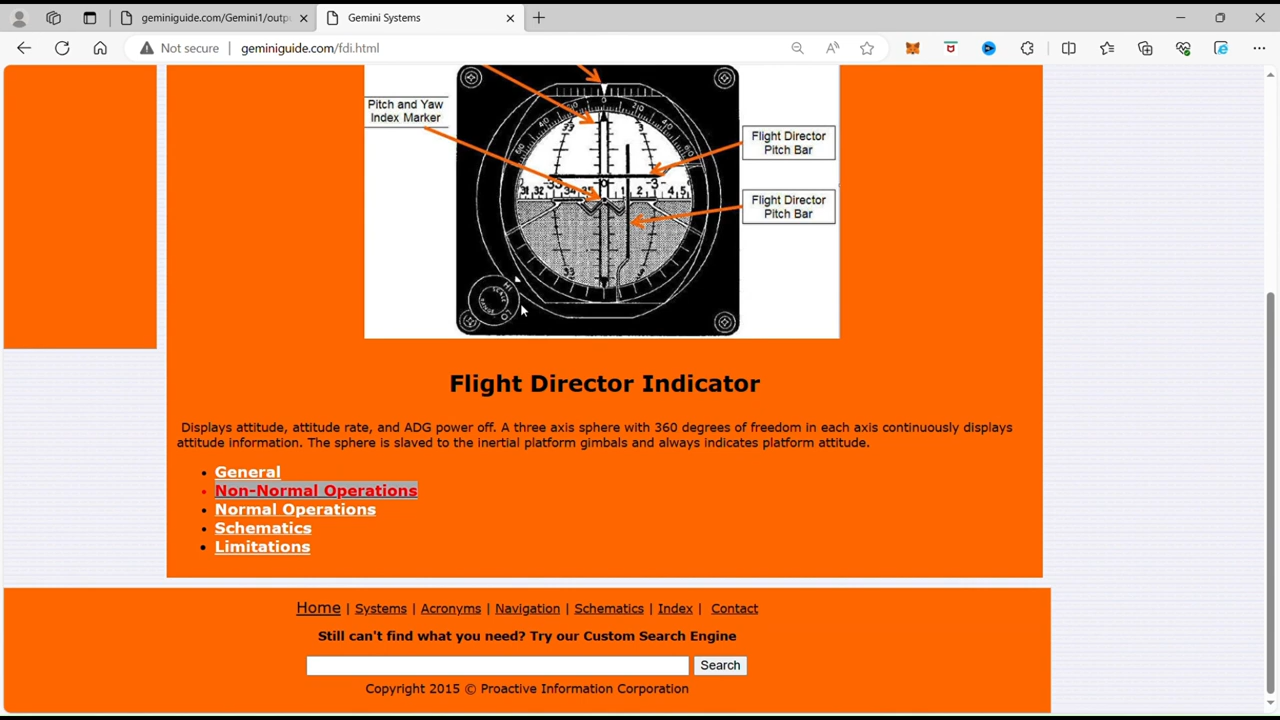 geminiguide.com/Gemini1/outp
Gemini Systems
Not secure
geminiguide.com/fdi.html
Pitch and Yaw
Index Marker
Flight Director
Pitch Bar
Flight Director
Pitch Bar
Flight Director Indicator
Displays attitude, attitude rate, and ADG power off. A three axis sphere with 360 degrees of freedom in each axis continuously displays
attitude information. The sphere is slaved to the inertial platform gimbals and always indicates platform attitude.
General
Non-Normal Operations
Normal Operations
Schematics
Limitations
Home | Systems | Acronyms | Navigation | Schematics | Index | Contact
Still can't find what you need? Try our Custom Search Engine
Search
Copyright 2015 © Proactive Information Corporation